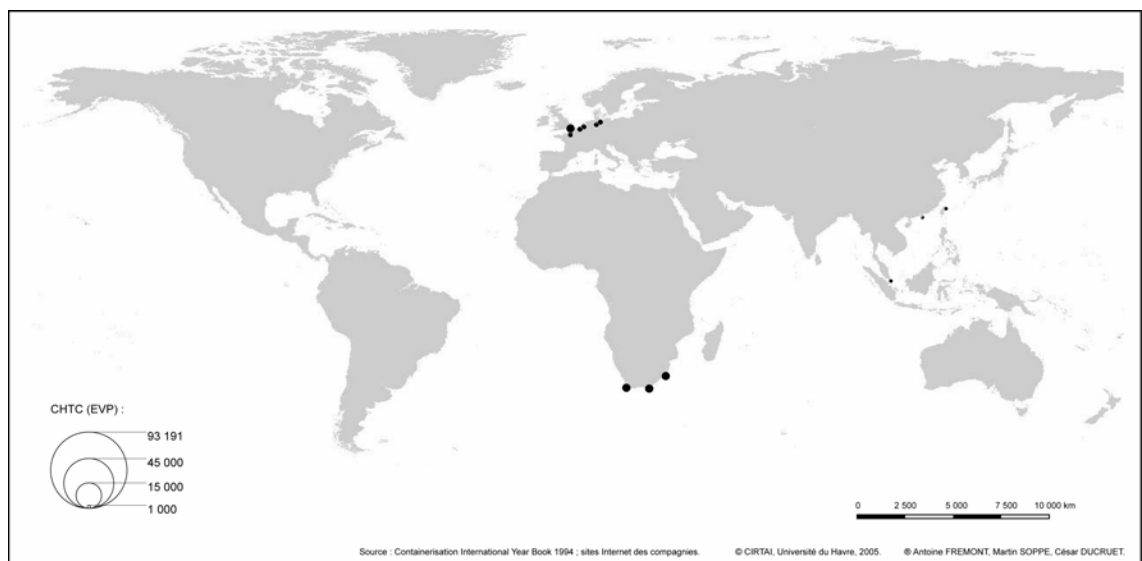 CHTC (EVP) :
93 191
45 000
15 000
1 000
0 2 500 5 000 7 500 10 000 km
Source : Containerisation International Year Book 1994 ; sites Internet des compagnies. © CIRTAI, Université du Havre, 2005. ® Antoine FREMONT, Martin SOPPE, César DUCRUET.